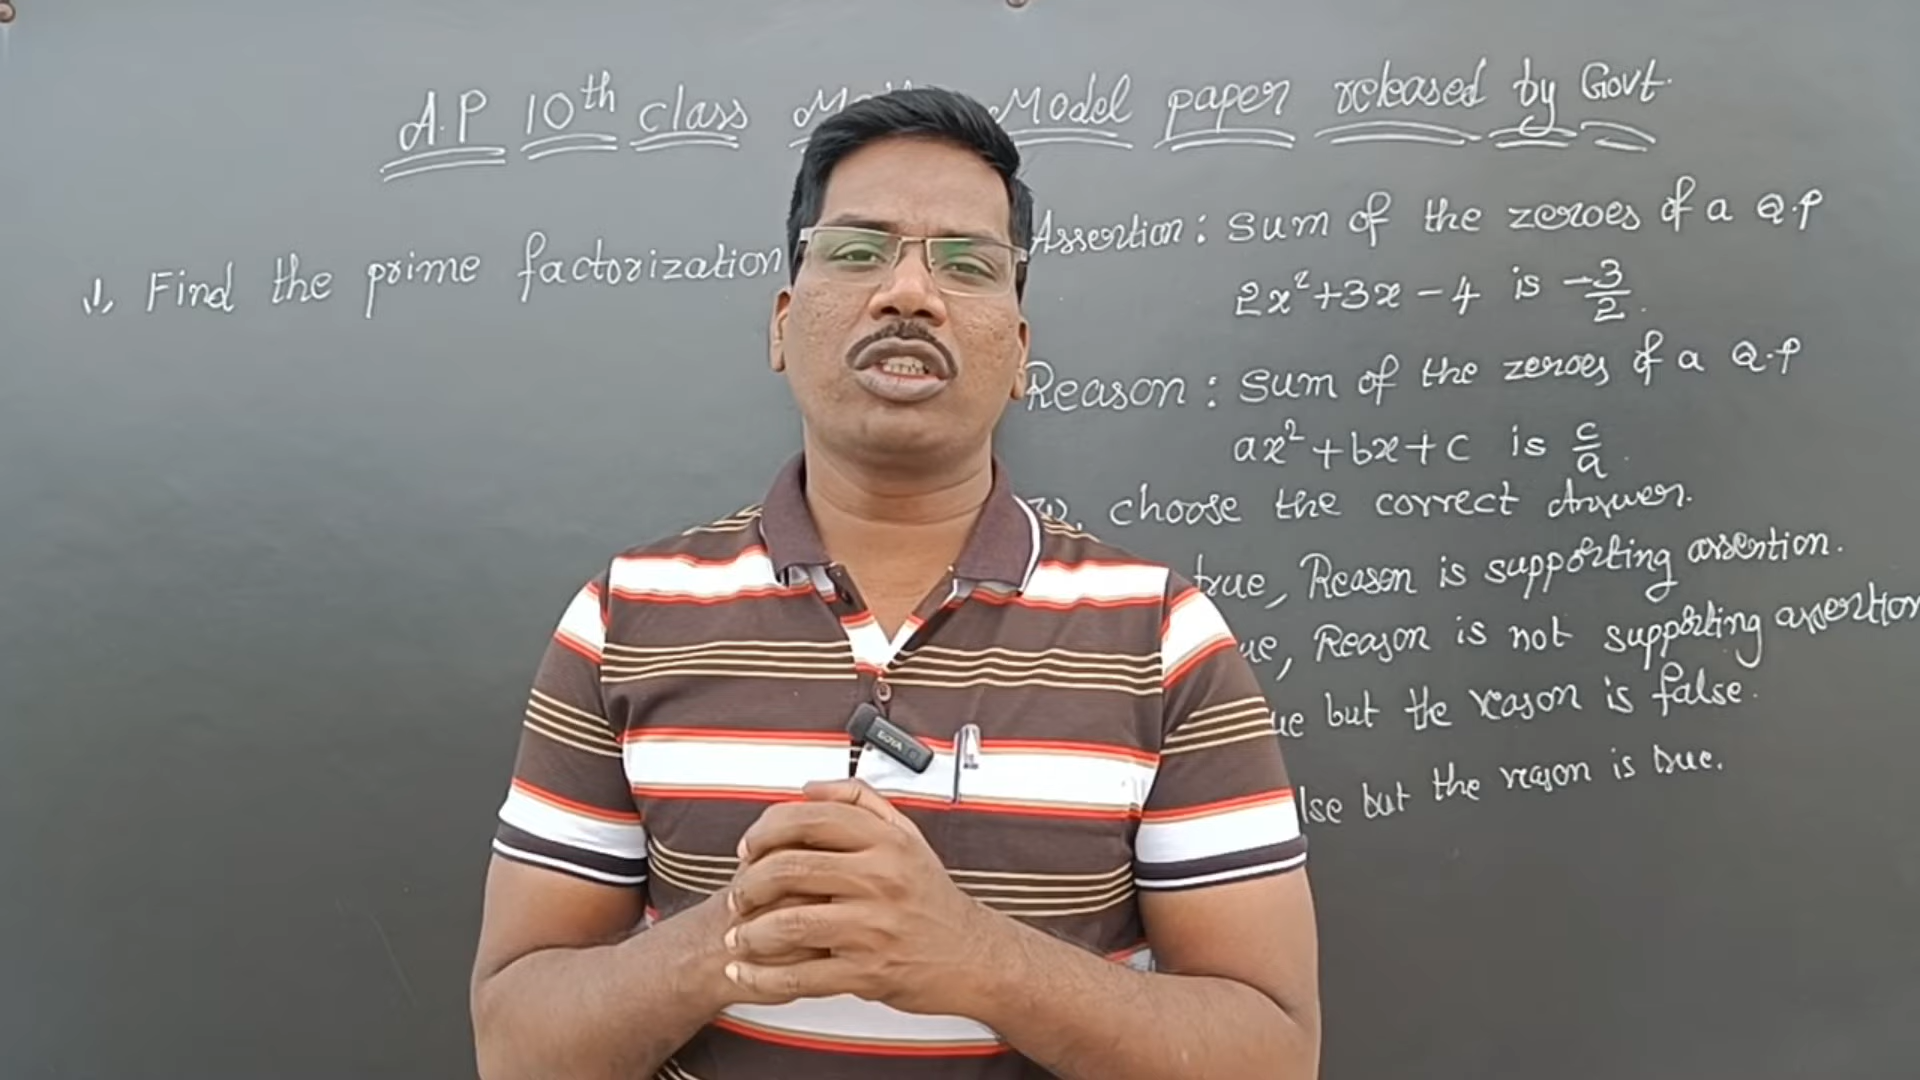 A.P 10th class Model paper released by Govt.
1, Find the prime factorization
Assertion : Sum of the zeroes of a Q.P
2x²+3x-4 is -3/2.
Reason : Sum of the zeroes of a Q.P
ax²+bx+c is c/a.
choose the correct Answer.
true, Reason is supporting assertion.
ue, Reason is not supporting assertion
ue but the reason is false.
lse but the reason is true.
BOYA